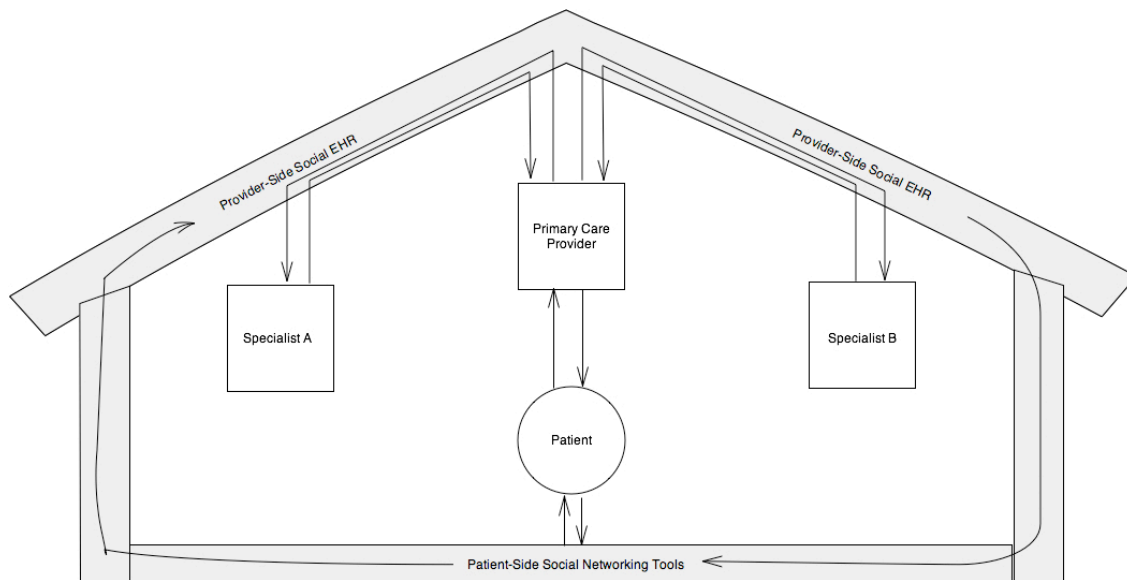 Provider-Side Social EHR
Provider-Side Social EHR
Primary Care
Provider
Specialist A
Specialist B
Patient
Patient-Side Social Networking Tools